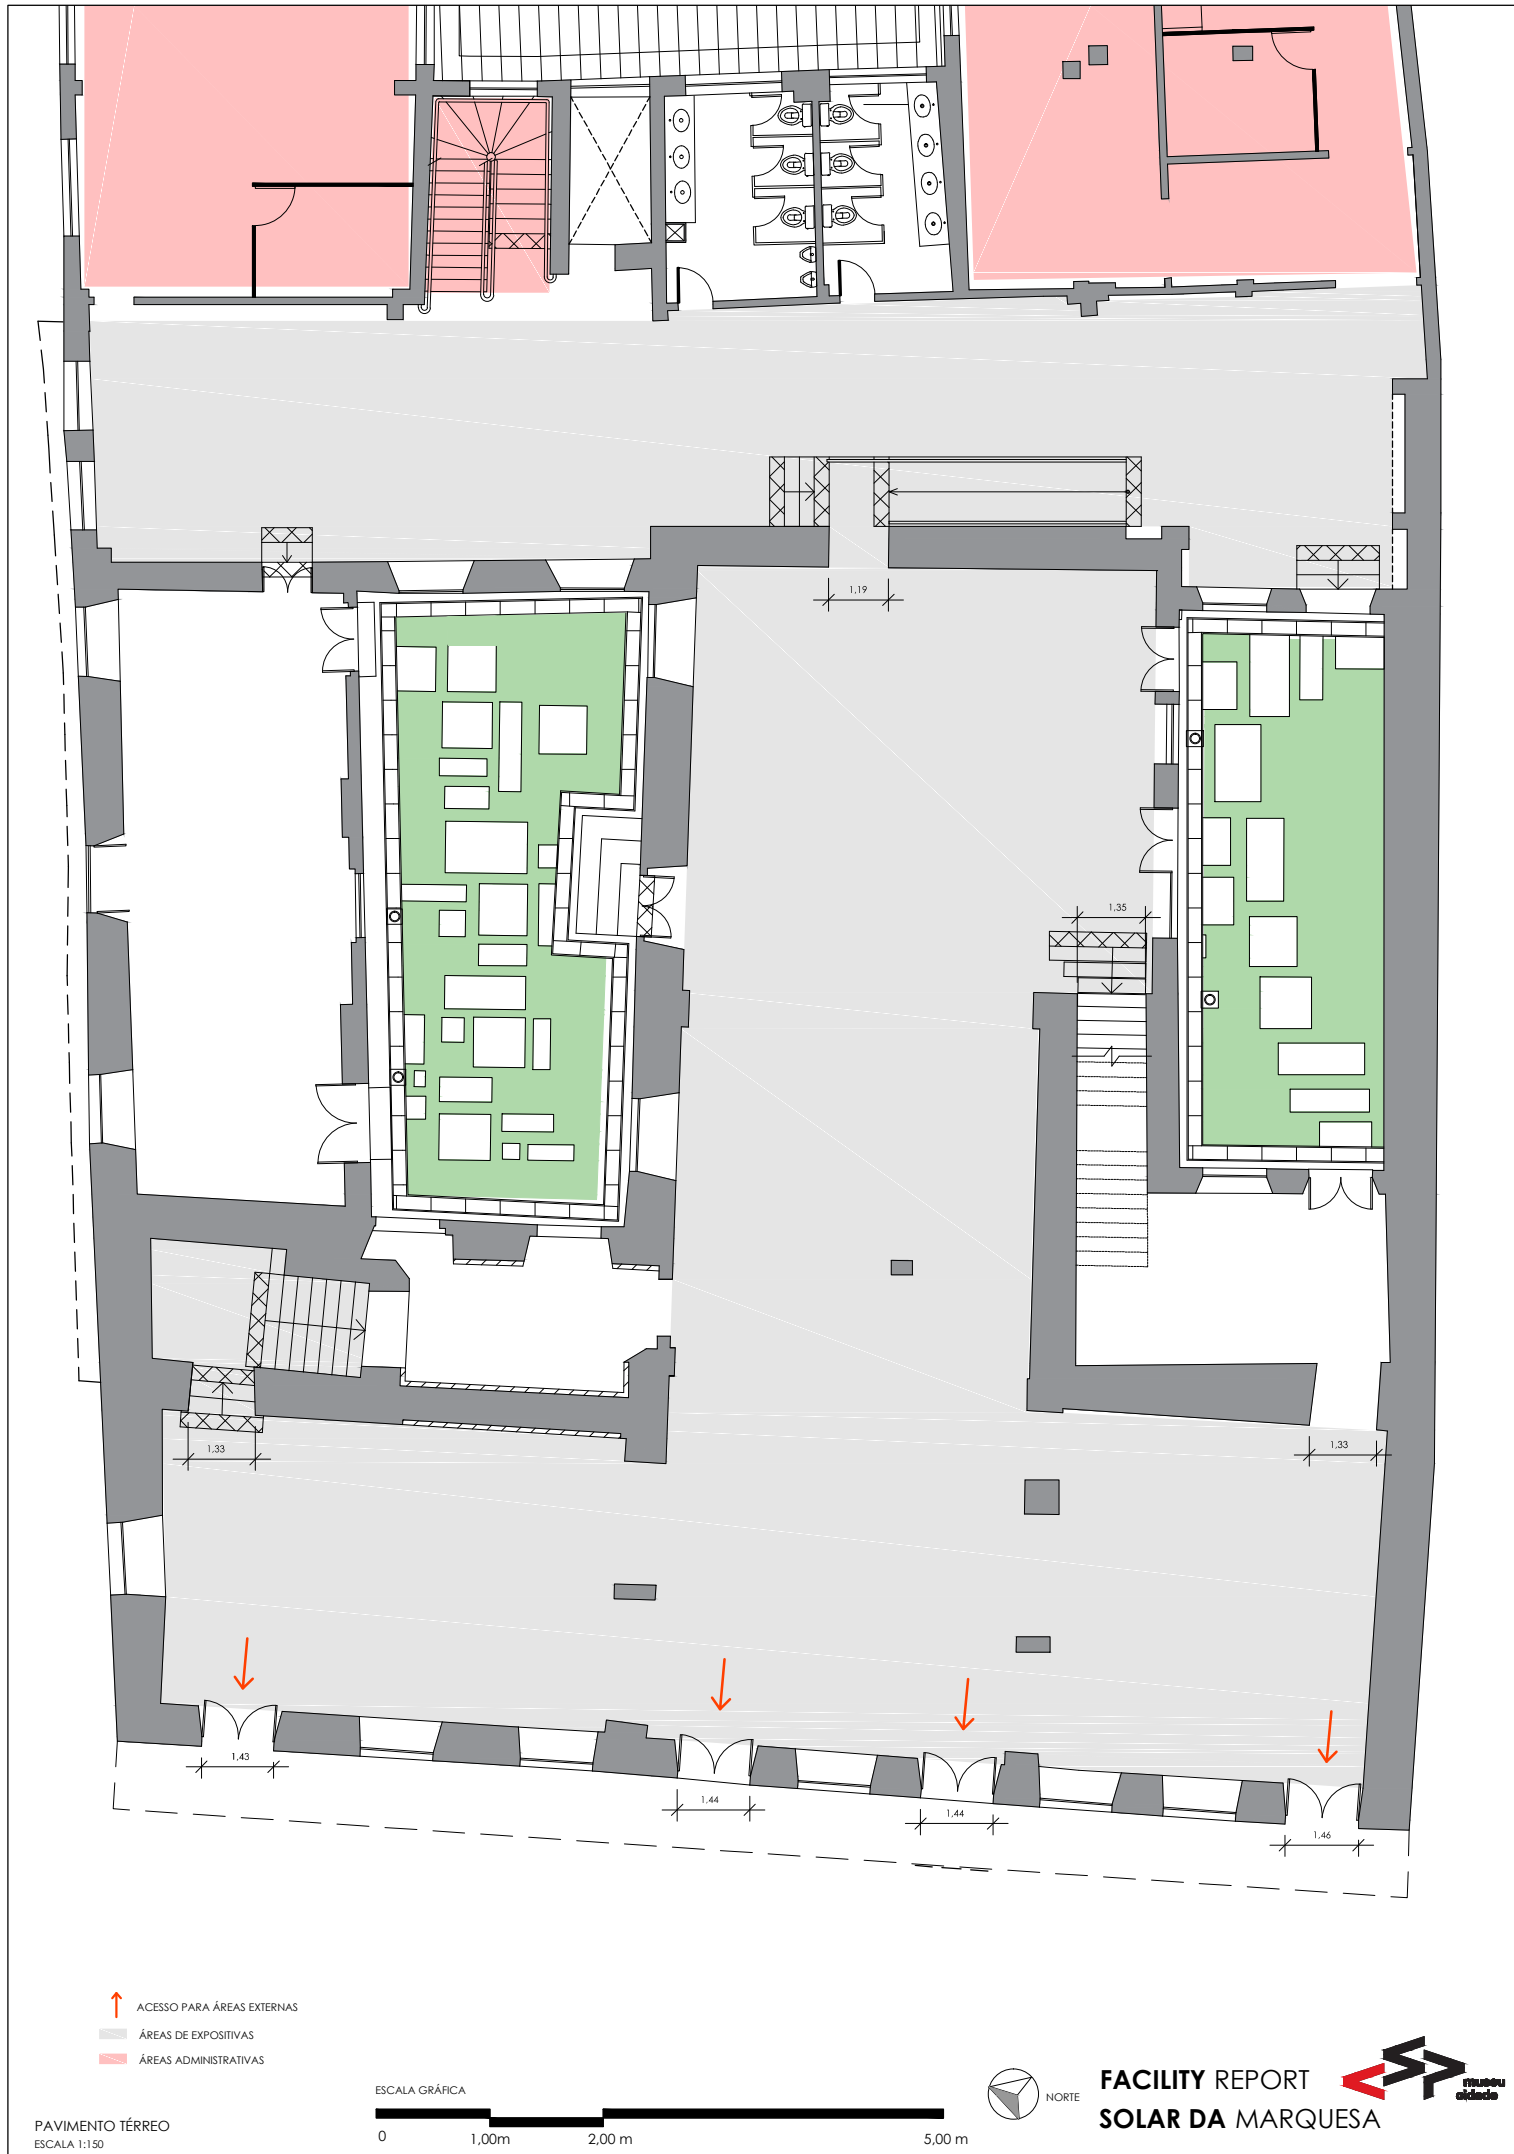 1,19
1,35
1,33
1,33
1,43
1,44
1,44
1,46
ACESSO PARA ÁREAS EXTERNAS
ÁREAS DE EXPOSITIVAS
ÁREAS ADMINISTRATIVAS
ESCALA GRÁFICA
0 1,00m 2,00 m 5,00 m
PAVIMENTO TÉRREO
ESCALA 1:150
NORTE
FACILITY REPORT
SOLAR DA MARQUESA
SP
museu
cidade